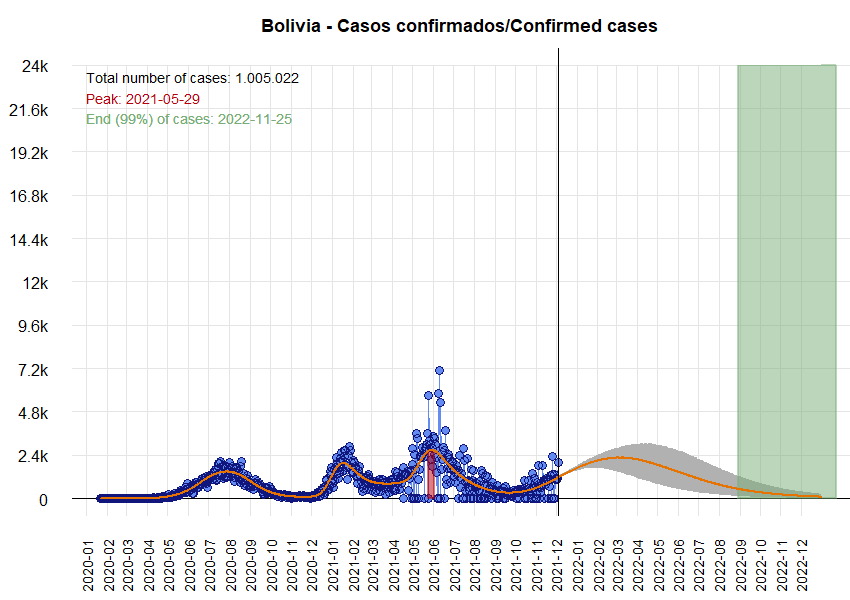 Bolivia - Casos confirmados/Confirmed cases
Total number of cases: 1.005.022
Peak: 2021-05-29
End (99%) of cases: 2022-11-25
24k
21.6k
19.2k
16.8k
14.4k
12k
9.6k
7.2k
4.8k
2.4k
0
2020-01
2020-02
2020-03
2020-04
2020-05
2020-06
2020-07
2020-08
2020-09
2020-10
2020-11
2020-12
2021-01
2021-02
2021-03
2021-04
2021-05
2021-06
2021-07
2021-08
2021-09
2021-10
2021-11
2021-12
2022-01
2022-02
2022-03
2022-04
2022-05
2022-06
2022-07
2022-08
2022-09
2022-10
2022-11
2022-12